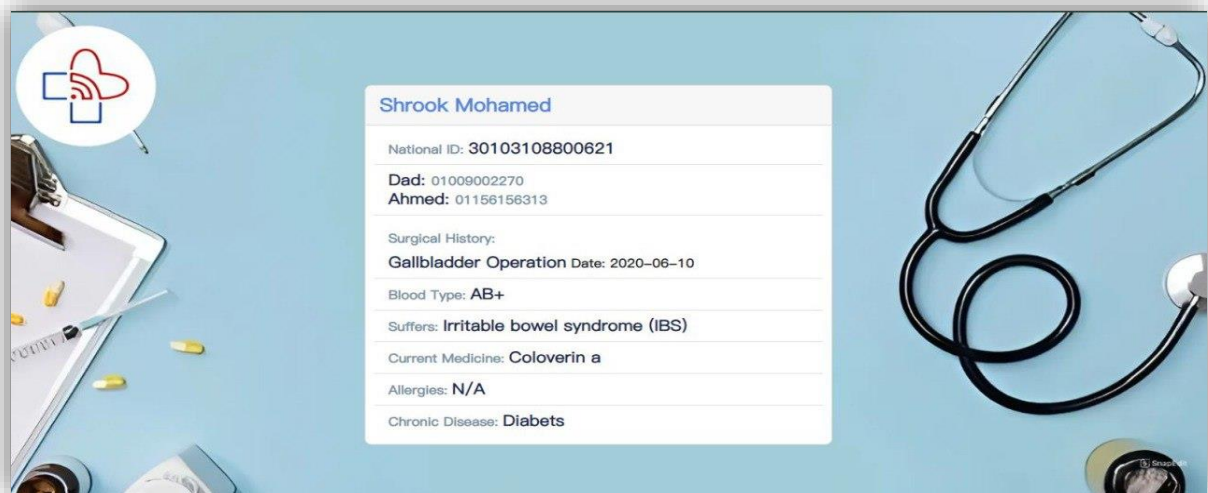 Shrook Mohamed
National ID: 30103108800621
Dad: 01009002270
Ahmed: 01156156313
Surgical History:
Gallbladder Operation Date: 2020-06-10
Blood Type: AB+
Suffers: Irritable bowel syndrome (IBS)
Current Medicine: Coloverin a
Allergies: N/A
Chronic Disease: Diabets
SnapEdit